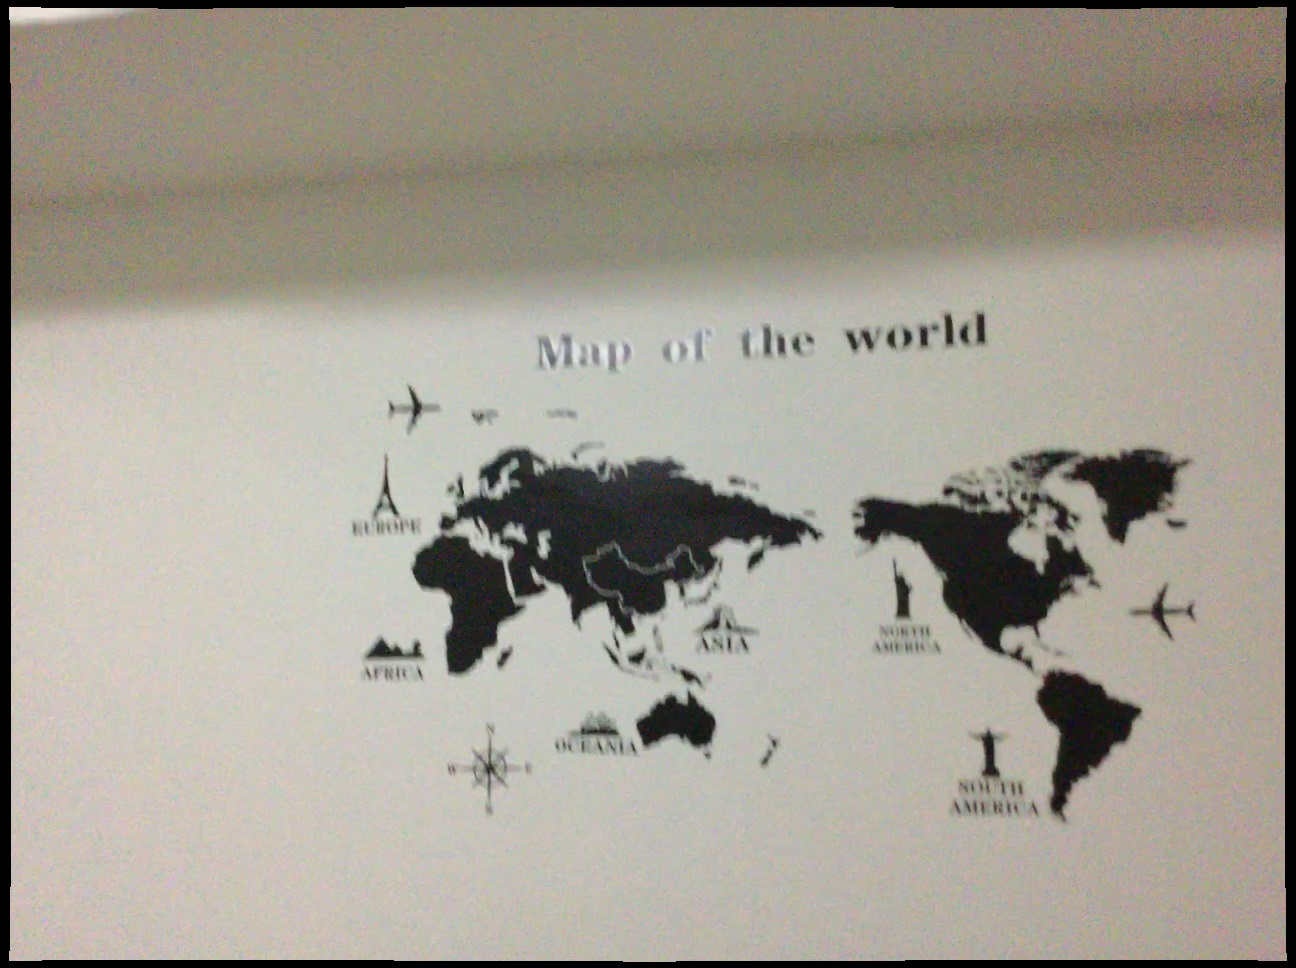 Map of the world
EUROPE
ASIA
NORTH
AMERICA
AFRICA
OCEANIA
N
W
E
S
SOUTH
AMERICA